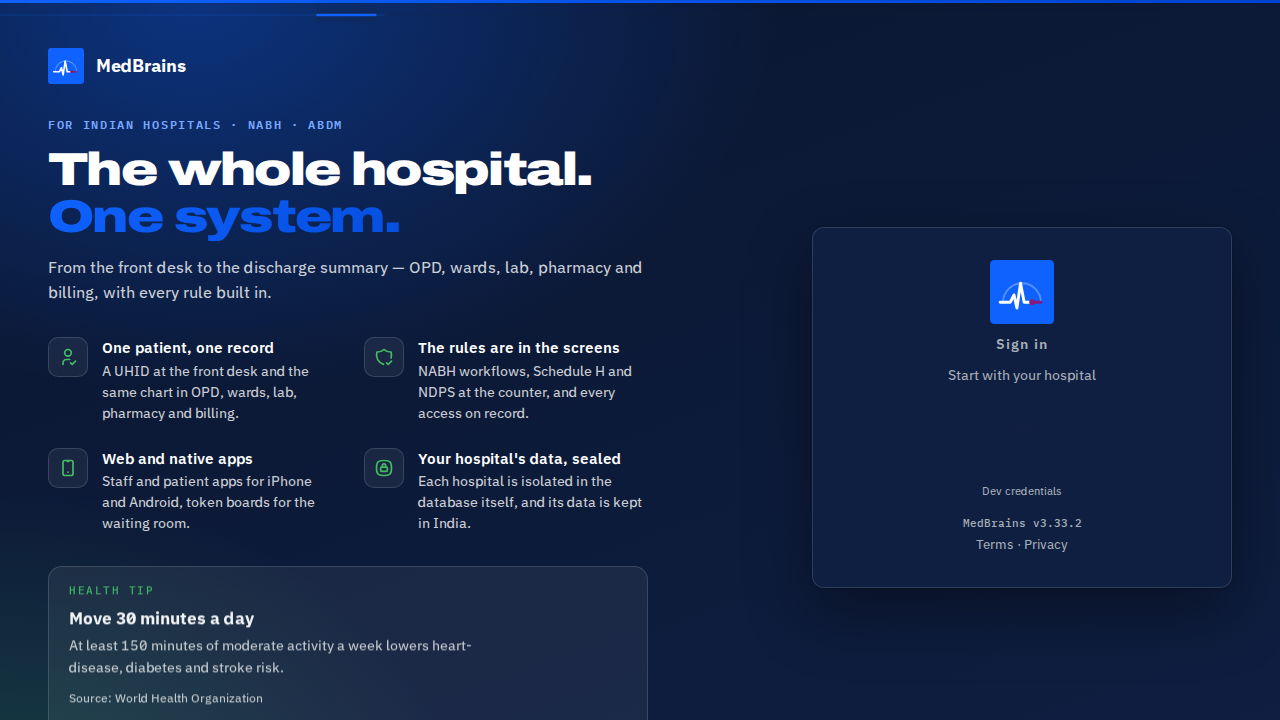 MedBrains
FOR INDIAN HOSPITALS · NABH · ABDM
The whole hospital.
One system.
From the front desk to the discharge summary — OPD, wards, lab, pharmacy and
billing, with every rule built in.
One patient, one record
A UHID at the front desk and the
same chart in OPD, wards, lab,
pharmacy and billing.
The rules are in the screens
NABH workflows, Schedule H and
NDPS at the counter, and every
access on record.
Web and native apps
Staff and patient apps for iPhone
and Android, token boards for the
waiting room.
Your hospital's data, sealed
Each hospital is isolated in the
database itself, and its data is kept
in India.
HEALTH TIP
Move 30 minutes a day
At least 150 minutes of moderate activity a week lowers heart-
disease, diabetes and stroke risk.
Source: World Health Organization
Sign in
Start with your hospital
Dev credentials
MedBrains v3.33.2
Terms · Privacy